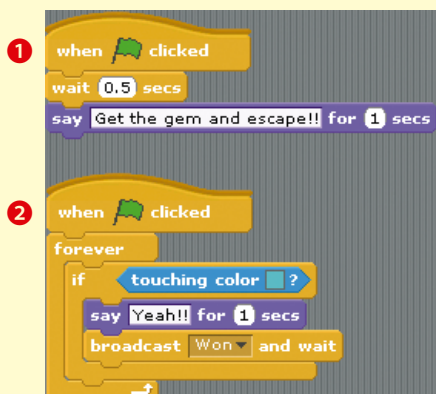 1
when clicked
wait 0.5 secs
say Get the gem and escape!! for 1 secs
2
when clicked
forever
if touching color ?
say Yeah!! for 1 secs
broadcast Won and wait